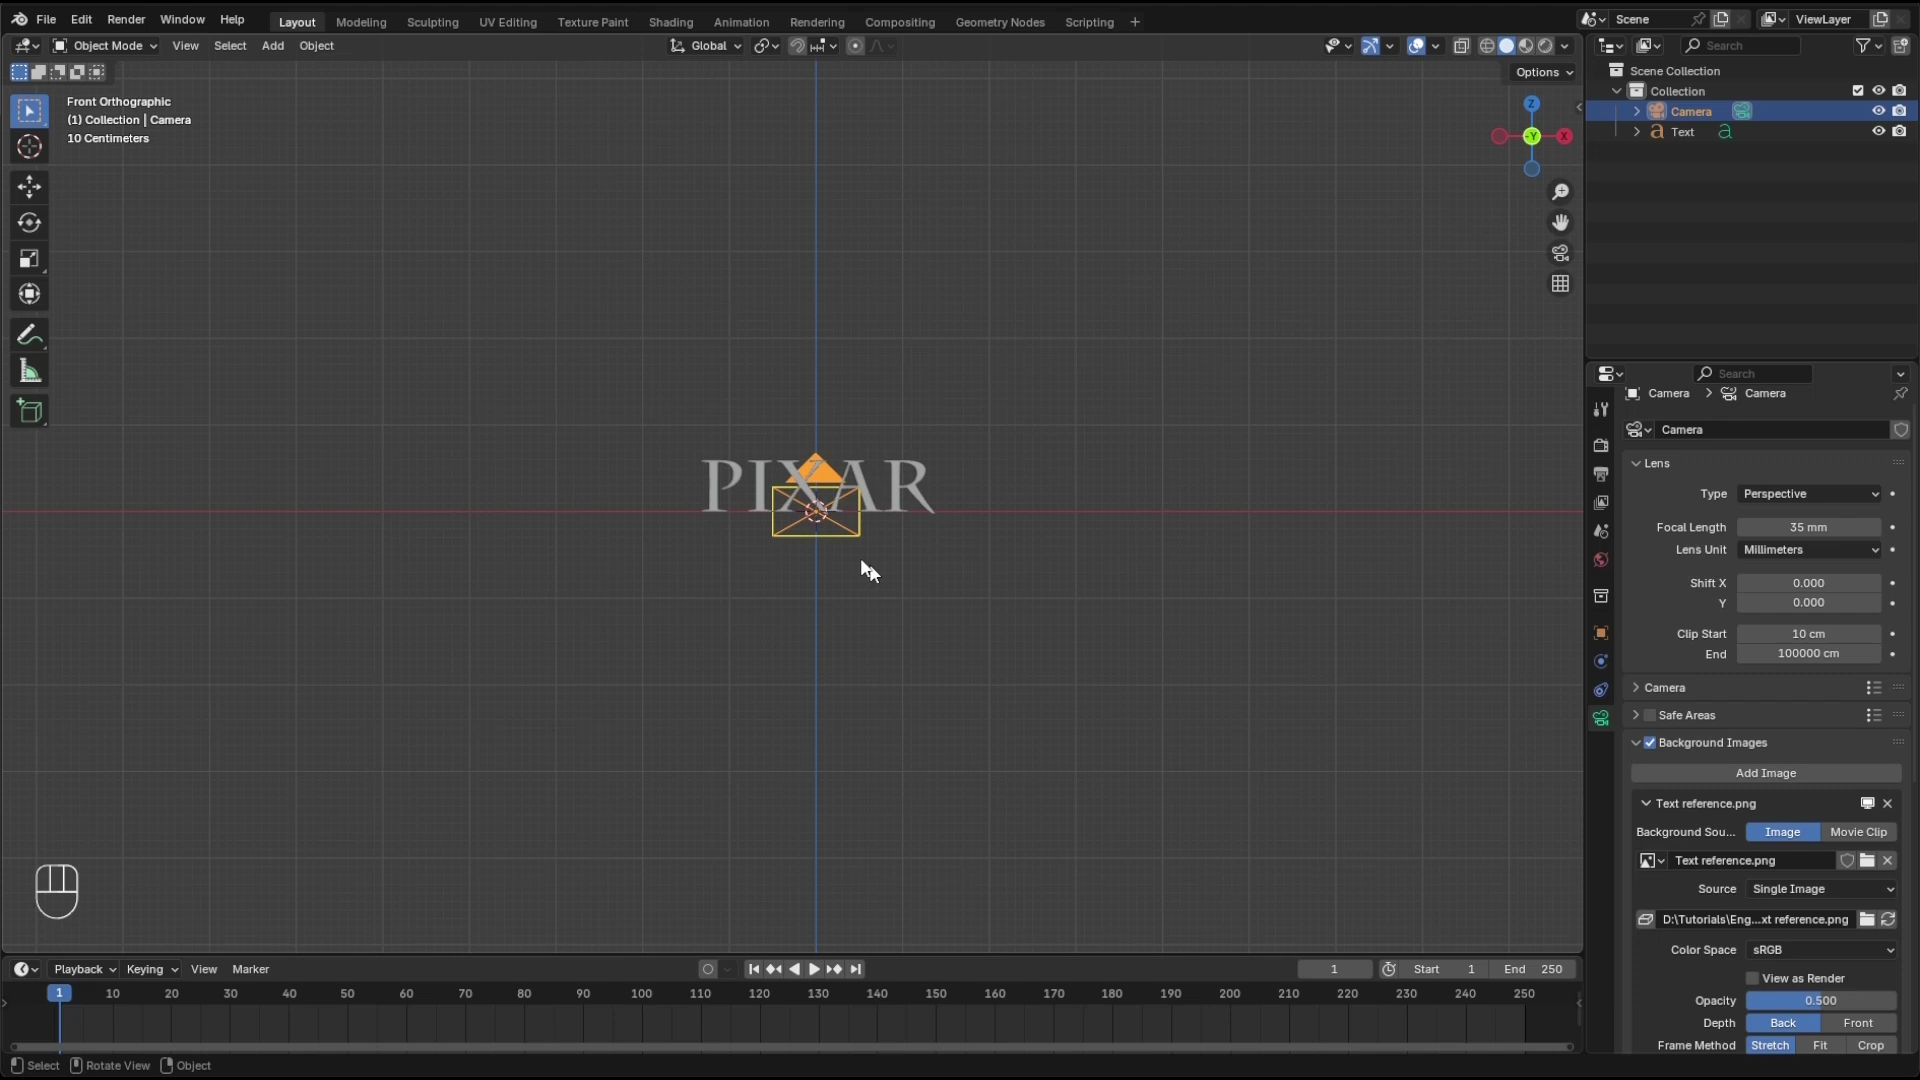 File Edit Render Window Help Layout Modeling Sculpting UV Editing Texture Paint Shading Animation Rendering Compositing Geometry Nodes Scripting + Scene ViewLayer
Object Mode View Select Add Object Global Search
Options
Front Orthographic
(1) Collection | Camera
10 Centimeters
Z
-Y
X
PIXAR
Scene Collection
Collection
Camera
Text
Search
Camera > Camera
Camera
Lens
Type Perspective
Focal Length 35 mm
Lens Unit Millimeters
Shift X 0.000
Y 0.000
Clip Start 10 cm
End 100000 cm
Camera
Safe Areas
Background Images
Add Image
Text reference.png
Background Sou... Image Movie Clip
Text reference.png
Source Single Image
D:\Tutorials\Eng...xt reference.png
Color Space sRGB
View as Render
Opacity 0.500
Depth Back Front
Frame Method Stretch Fit Crop
Playback Keying View Marker 1 Start 1 End 250
1 10 20 30 40 50 60 70 80 90 100 110 120 130 140 150 160 170 180 190 200 210 220 230 240 250
Select Rotate View Object